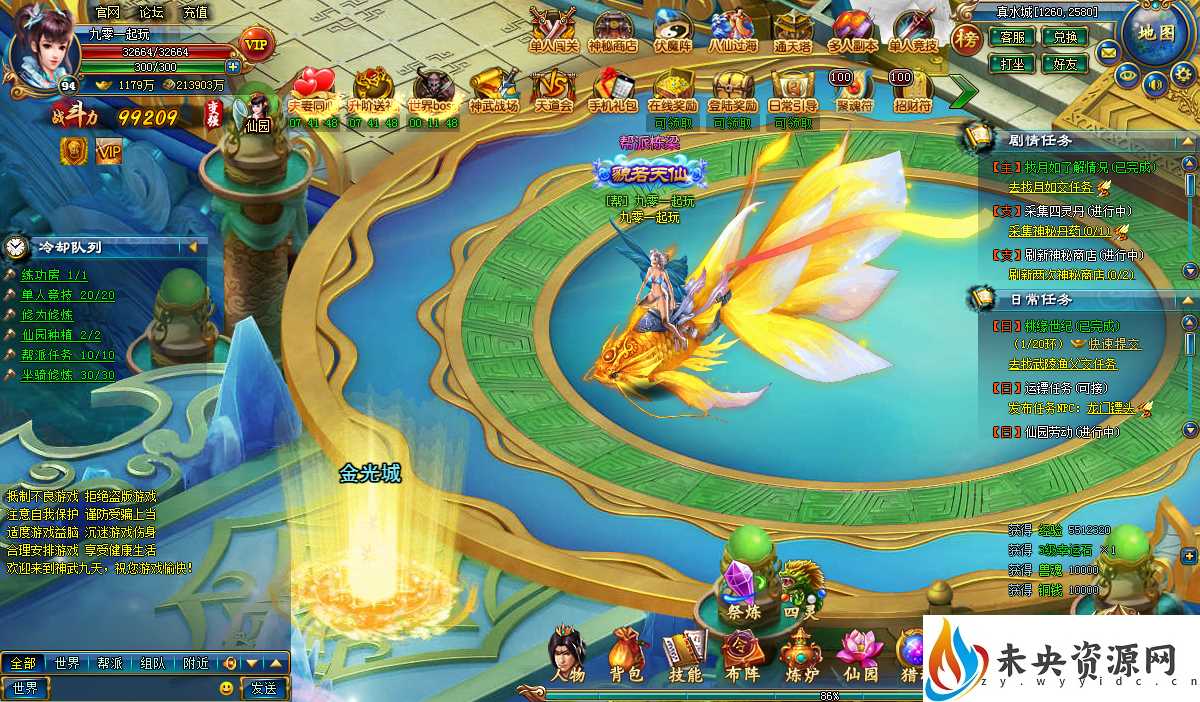 官网 论坛 充值
九零一起玩
VIP
32664/32664
300/300
94
1179万 213903万
战斗力 99209
变强
仙园
VIP
单人闯关 神秘商店 伏魔阵 八仙过海 通天塔 多人副本 单人竞技
榜
真水城[1260,2580]
客服 兑换
打坐 好友
地图
100 100
夫妻同心 升阶送礼 世界boss 神武战场 天道会 手机礼包 在线奖励 登陆奖励 日常引导 聚魂符 招财符
07 41 48 07 41 48 00 11 48 可领取 可领取 可领取
帮派栋梁
貌若天仙
[帮] 九零一起玩
九零一起玩
剧情任务
【主】找月如了解情况(已完成)
去找月如交任务
【支】采集四灵丹(进行中)
采集神秘丹药(0/1)
【支】刷新神秘商店(进行中)
刷新两次神秘商店(0/2)
日常任务
【日】桃缘世纪(已完成)
(1/20环) 快速提交
去找武陵渔父交任务
【日】运镖任务(可接)
发布任务NPC：龙门镖头
【日】仙园劳动(进行中)
冷却队列
练功房 1/1
单人竞技 20/20
修为修炼
仙园种植 2/2
帮派任务 10/10
坐骑修炼 30/30
金光城
抵制不良游戏 拒绝盗版游戏
注意自我保护 谨防受骗上当
适度游戏益脑 沉迷游戏伤身
合理安排游戏 享受健康生活
欢迎来到神武九天，祝您游戏愉快！
获得 经验 5512320
获得 3级幸运石 ×1
获得 兽魂 10000
获得 铜钱 10000
祭炼 四灵
全部 世界 帮派 组队 附近
世界 发送
人物 背包 技能 布阵 炼炉 仙园
86%
未央资源网
zy.wyyidc.cn